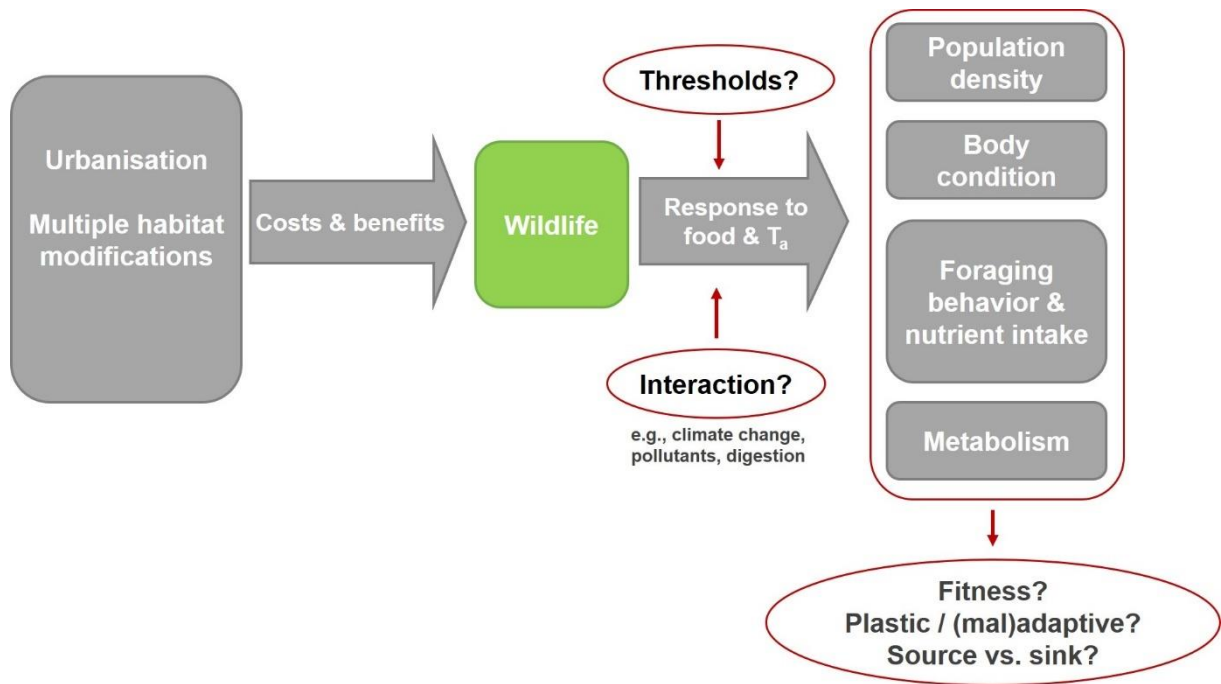 Urbanisation
Multiple habitat
modifications
Costs & benefits
Wildlife
Thresholds?
Response to
food & Tₐ
Interaction?
e.g., climate change,
pollutants, digestion
Population
density
Body
condition
Foraging
behavior &
nutrient intake
Metabolism
Fitness?
Plastic / (mal)adaptive?
Source vs. sink?